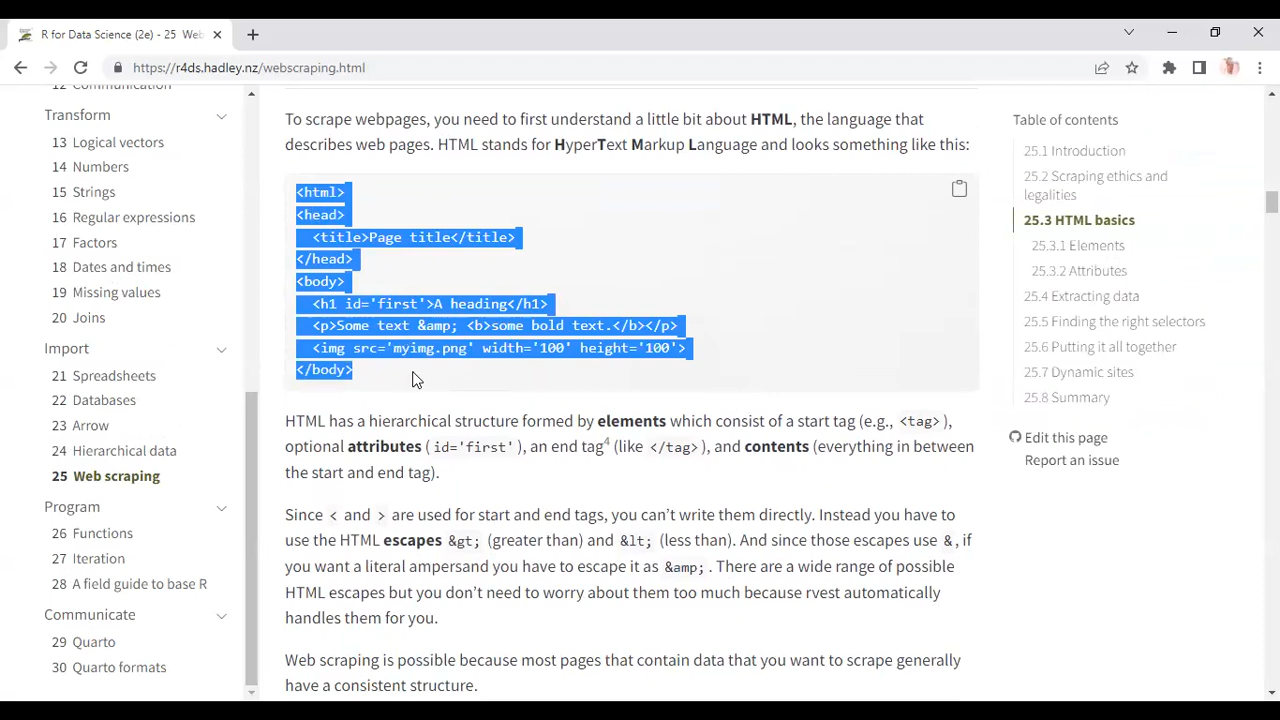 R for Data Science (2e) - 25 Web
https://r4ds.hadley.nz/webscraping.html
12 Communication
Transform
13 Logical vectors
14 Numbers
15 Strings
16 Regular expressions
17 Factors
18 Dates and times
19 Missing values
20 Joins
Import
21 Spreadsheets
22 Databases
23 Arrow
24 Hierarchical data
25 Web scraping
Program
26 Functions
27 Iteration
28 A field guide to base R
Communicate
29 Quarto
30 Quarto formats
To scrape webpages, you need to first understand a little bit about HTML, the language that
describes web pages. HTML stands for HyperText Markup Language and looks something like this:
<html>
<head>
  <title>Page title</title>
</head>
<body>
  <h1 id='first'>A heading</h1>
  <p>Some text &amp; <b>some bold text.</b></p>
  <img src='myimg.png' width='100' height='100'>
</body>
HTML has a hierarchical structure formed by elements which consist of a start tag (e.g., <tag>),
optional attributes (id='first'), an end tag4 (like </tag>), and contents (everything in between
the start and end tag).
Since < and > are used for start and end tags, you can’t write them directly. Instead you have to
use the HTML escapes &gt; (greater than) and &lt; (less than). And since those escapes use &, if
you want a literal ampersand you have to escape it as &amp;. There are a wide range of possible
HTML escapes but you don’t need to worry about them too much because rvest automatically
handles them for you.
Web scraping is possible because most pages that contain data that you want to scrape generally
have a consistent structure.
Table of contents
25.1 Introduction
25.2 Scraping ethics and
legalities
25.3 HTML basics
25.3.1 Elements
25.3.2 Attributes
25.4 Extracting data
25.5 Finding the right selectors
25.6 Putting it all together
25.7 Dynamic sites
25.8 Summary
Edit this page
Report an issue